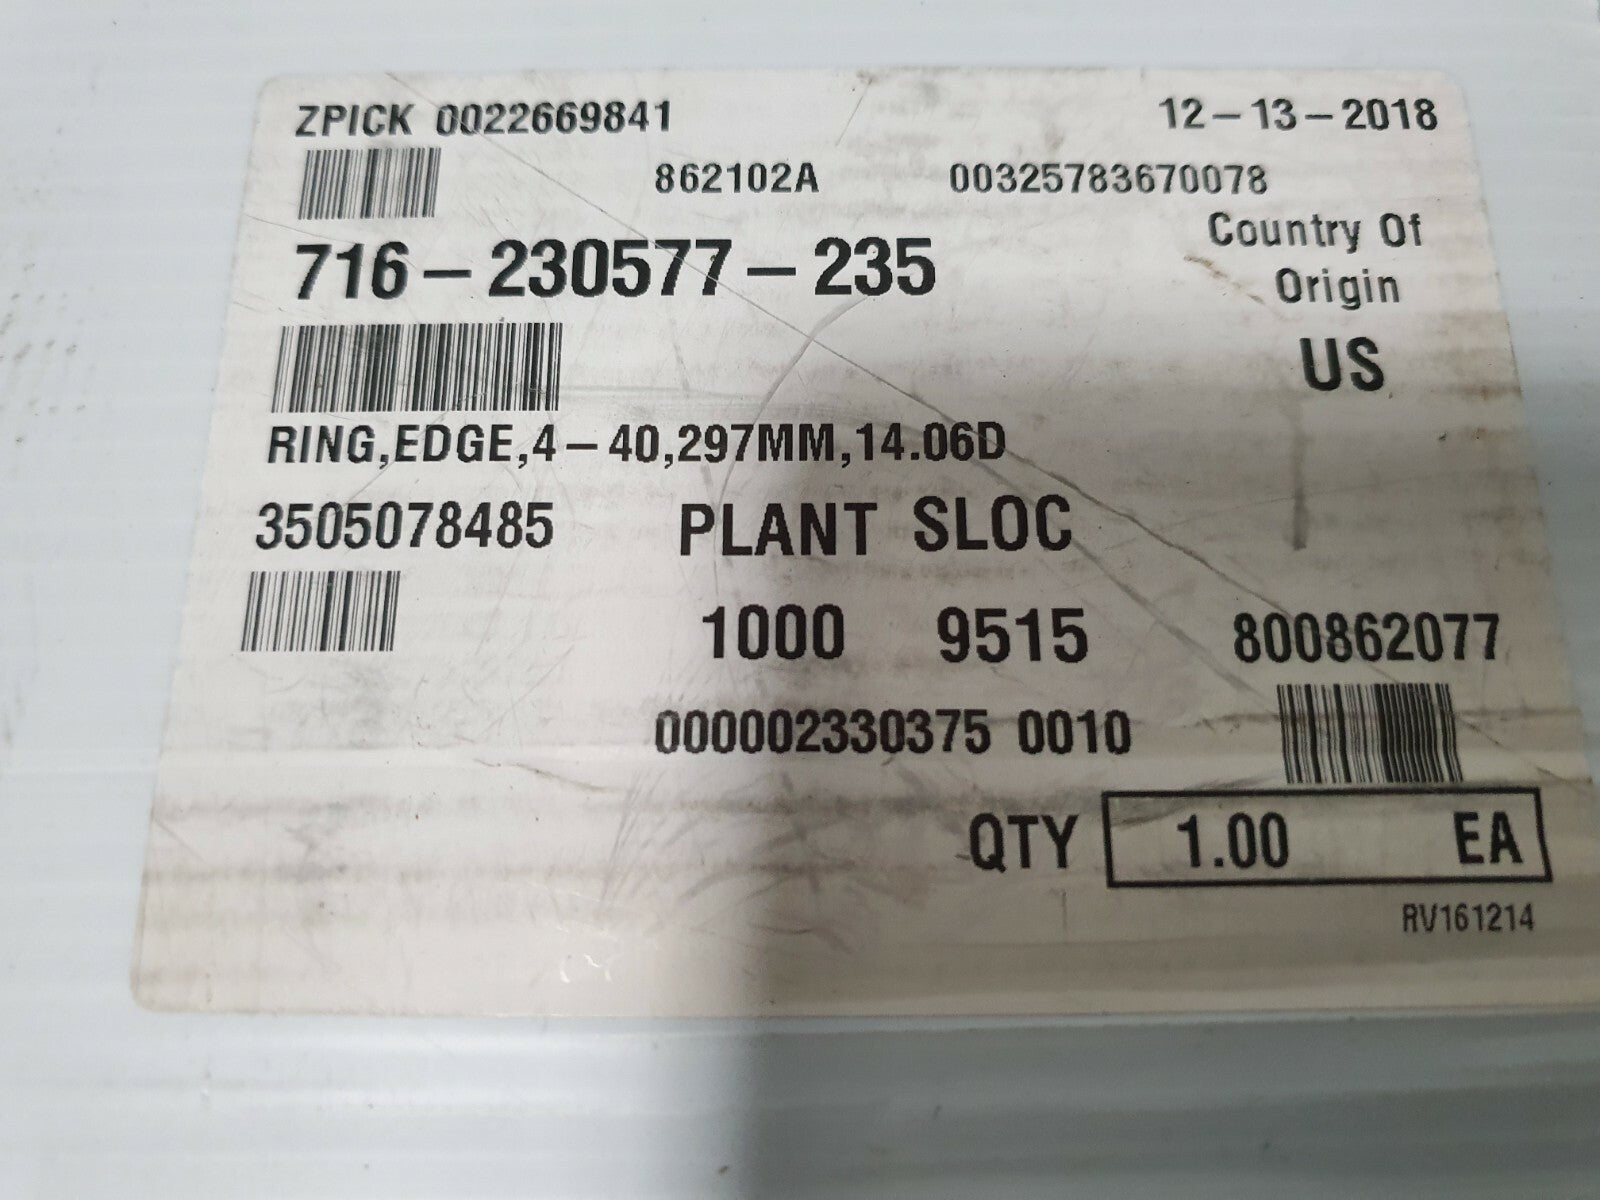 ZPICK 0022669841 12-13-2018
862102A 00325783670078
716-230577-235
Country Of
Origin
US
RING,EDGE,4-40,297MM,14.06D
3505078485 PLANT SLOC
1000 9515 800862077
000002330375 0010
QTY 1.00 EA
RV161214